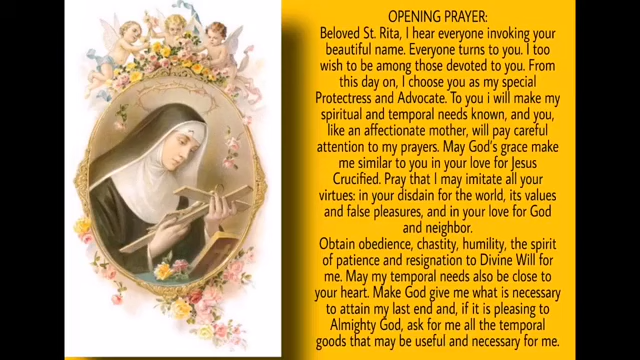 OPENING PRAYER:
Beloved St. Rita, I hear everyone invoking your
beautiful name. Everyone turns to you. I too
wish to be among those devoted to you. From
this day on, I choose you as my special
Protectress and Advocate. To you i will make my
spiritual and temporal needs known, and you,
like an affectionate mother, will pay careful
attention to my prayers. May God's grace make
me similar to you in your love for Jesus
Crucified. Pray that I may imitate all your
virtues: in your disdain for the world, its values
and false pleasures, and in your love for God
and neighbor.
Obtain obedience, chastity, humility, the spirit
of patience and resignation to Divine Will for
me. May my temporal needs also be close to
your heart. Make God give me what is necessary
to attain my last end and, if it is pleasing to
Almighty God, ask for me all the temporal
goods that may be useful and necessary for me.